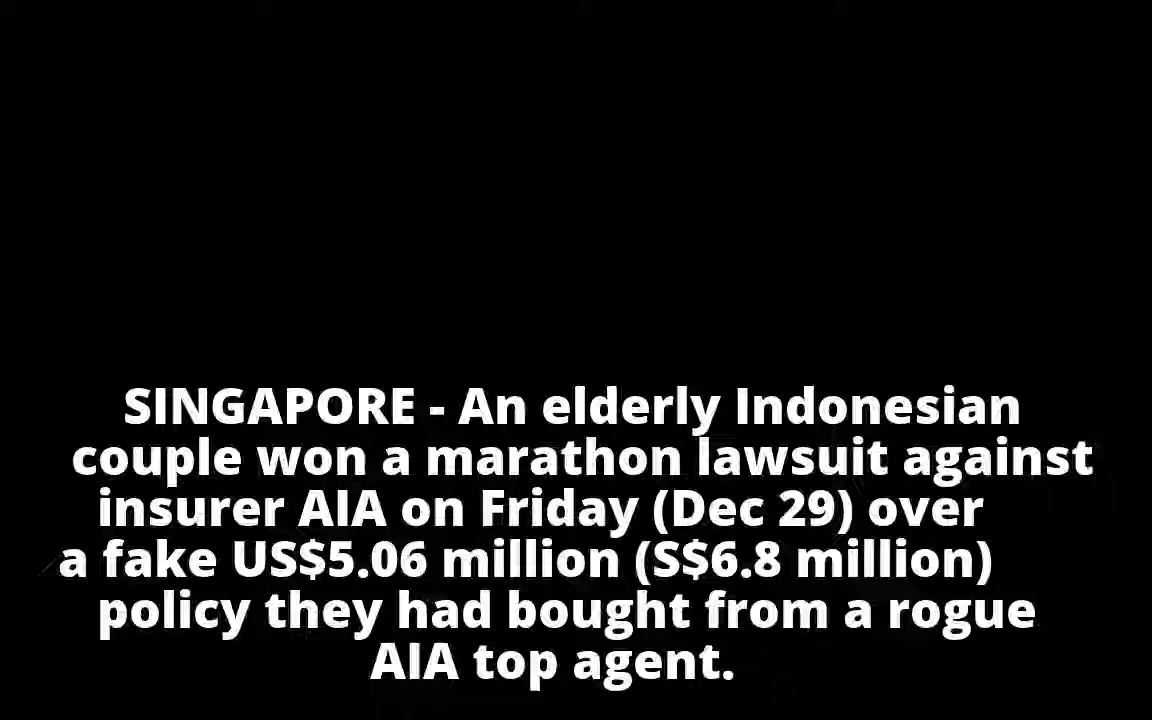 SINGAPORE - An elderly Indonesian
couple won a marathon lawsuit against
insurer AIA on Friday (Dec 29) over
a fake US$5.06 million (S$6.8 million)
policy they had bought from a rogue
AIA top agent.